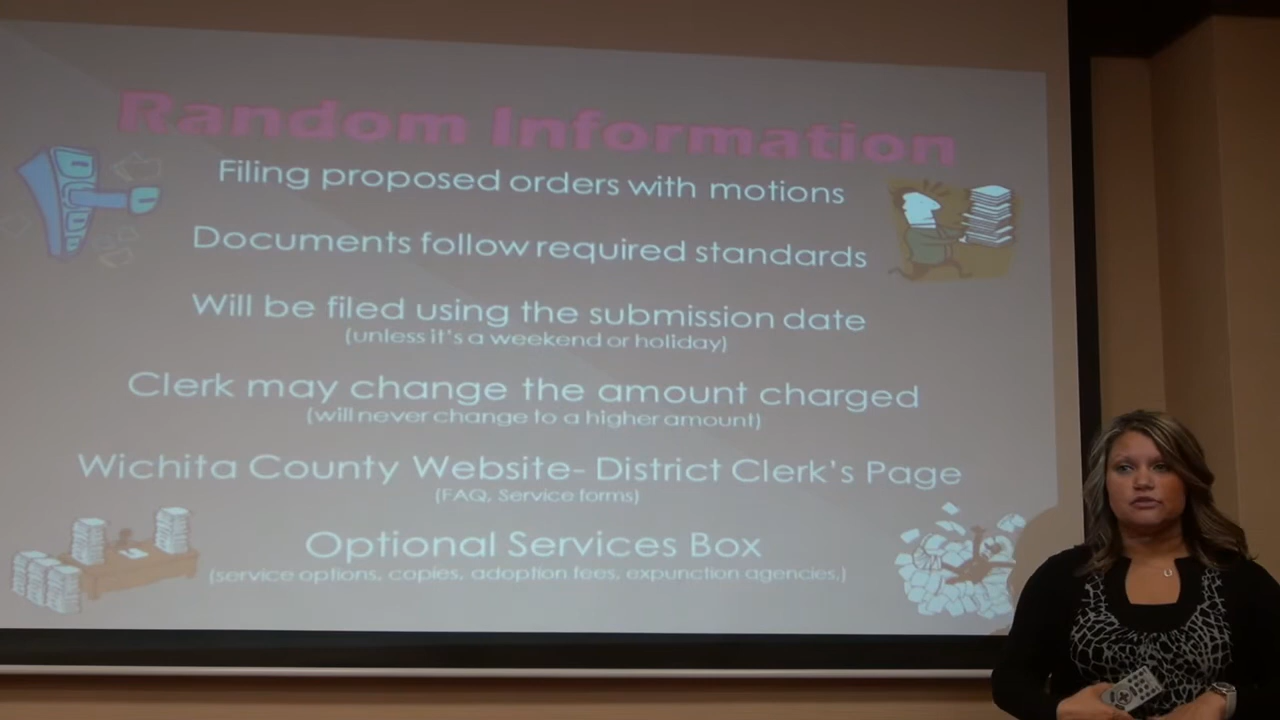 Random Information
Filing proposed orders with motions
Documents follow required standards
Will be filed using the submission date
(unless it's a weekend or holiday)
Clerk may change the amount charged
(will never change to a higher amount)
Wichita County Website- District Clerk's Page
(FAQ, Service forms)
Optional Services Box
(service options, copies, adoption fees, expunction agencies,)